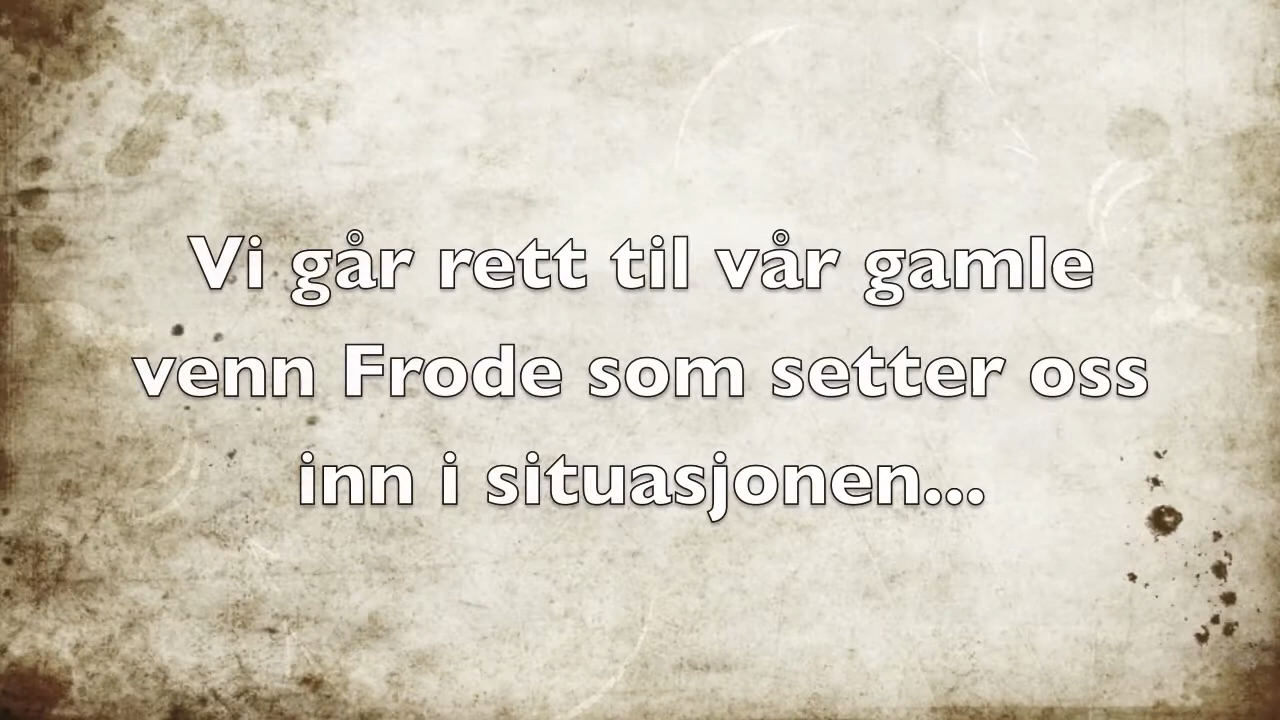 Vi går rett til vår gamle
venn Frode som setter oss
inn i situasjonen...